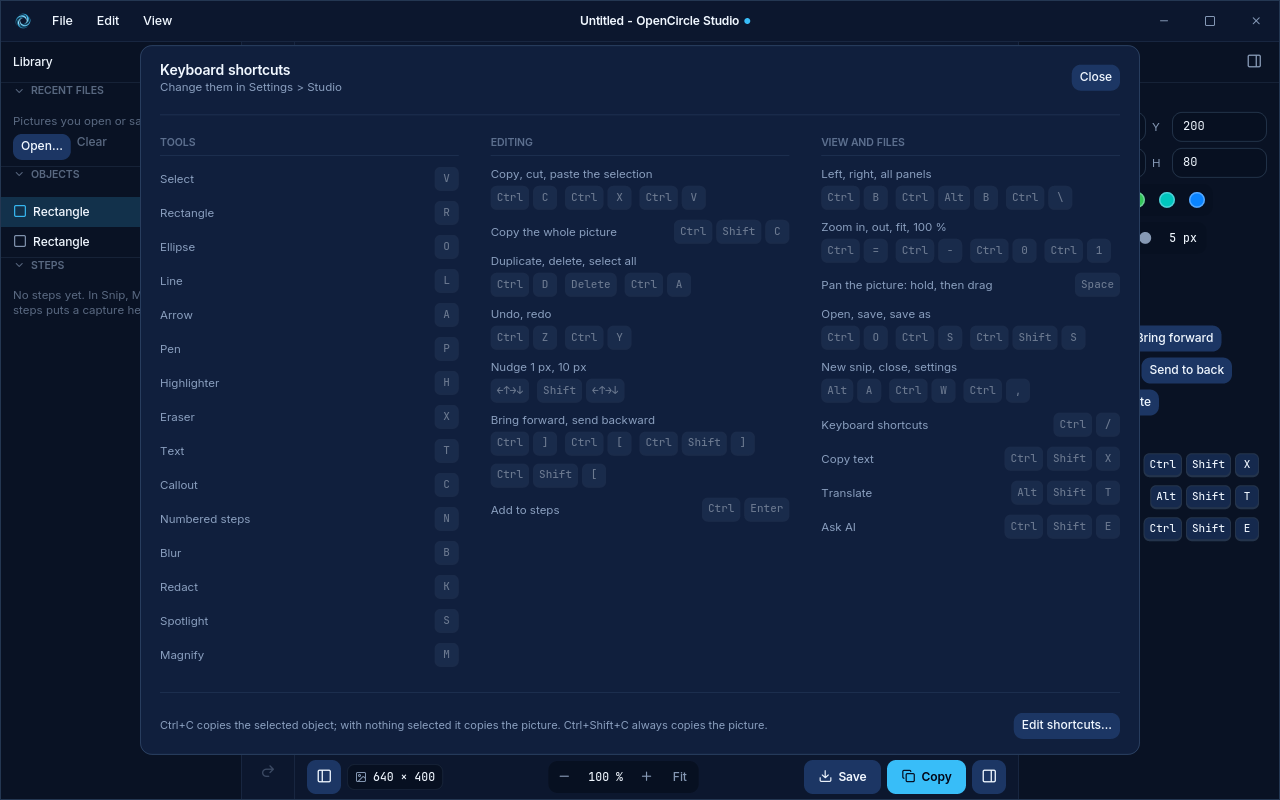 File Edit View
Untitled - OpenCircle Studio
Library
RECENT FILES
Pictures you open or sa
Open... Clear
OBJECTS
Rectangle
Rectangle
STEPS
No steps yet. In Snip, M
steps puts a capture he
Keyboard shortcuts
Change them in Settings > Studio
Close
TOOLS
Select V
Rectangle R
Ellipse O
Line L
Arrow A
Pen P
Highlighter H
Eraser X
Text T
Callout C
Numbered steps N
Blur B
Redact K
Spotlight S
Magnify M
EDITING
Copy, cut, paste the selection
Ctrl C Ctrl X Ctrl V
Copy the whole picture Ctrl Shift C
Duplicate, delete, select all
Ctrl D Delete Ctrl A
Undo, redo
Ctrl Z Ctrl Y
Nudge 1 px, 10 px
←↑→↓ Shift ←↑→↓
Bring forward, send backward
Ctrl ] Ctrl [ Ctrl Shift ]
Ctrl Shift [
Add to steps Ctrl Enter
VIEW AND FILES
Left, right, all panels
Ctrl B Ctrl Alt B Ctrl \
Zoom in, out, fit, 100 %
Ctrl = Ctrl - Ctrl 0 Ctrl 1
Pan the picture: hold, then drag Space
Open, save, save as
Ctrl O Ctrl S Ctrl Shift S
New snip, close, settings
Alt A Ctrl W Ctrl ,
Keyboard shortcuts Ctrl /
Copy text Ctrl Shift X
Translate Alt Shift T
Ask AI Ctrl Shift E
Ctrl+C copies the selected object; with nothing selected it copies the picture. Ctrl+Shift+C always copies the picture.
Edit shortcuts...
Y 200
H 80
5 px
Bring forward
Send to back
te
Ctrl Shift X
Alt Shift T
Ctrl Shift E
640 × 400
− 100 % + Fit
Save Copy